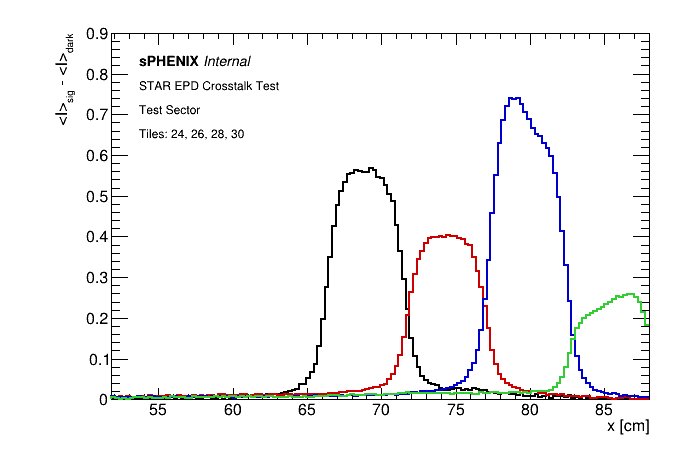 <I>sig - <I>dark
0.9
0.8
0.7
0.6
0.5
0.4
0.3
0.2
0.1
0
sPHENIX Internal
STAR EPD Crosstalk Test
Test Sector
Tiles: 24, 26, 28, 30
55 60 65 70 75 80 85
x [cm]